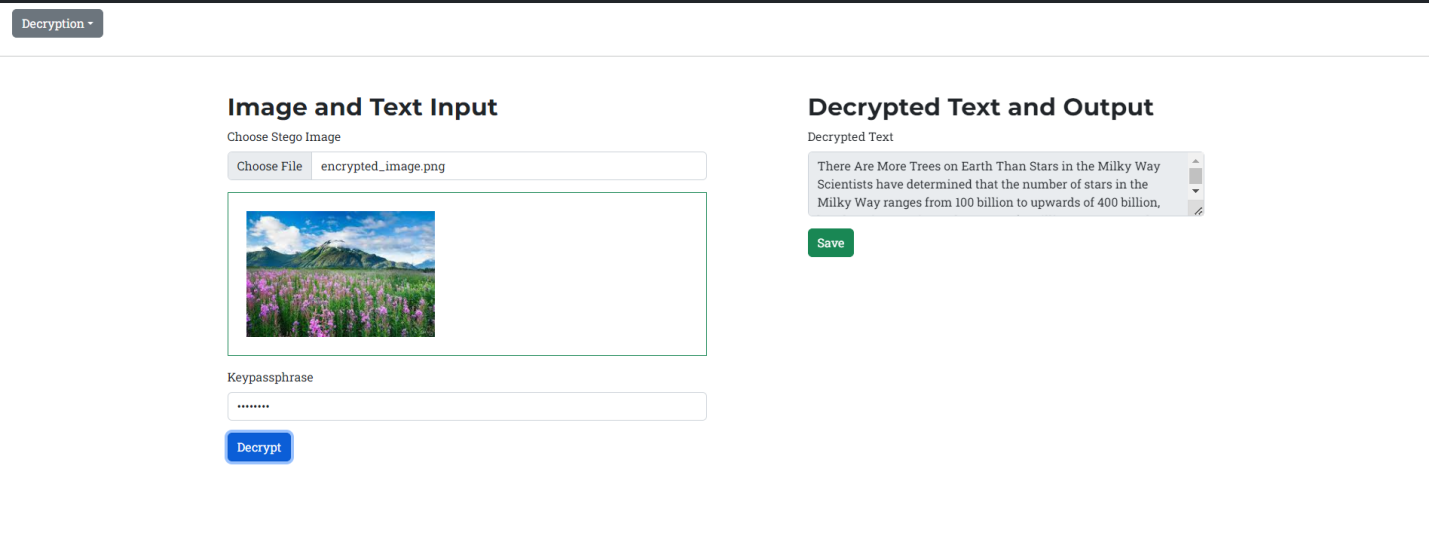 Decryption
Image and Text Input
Choose Stego Image
Choose File encrypted_image.png
Keypassphrase
••••••••
Decrypt
Decrypted Text and Output
Decrypted Text
There Are More Trees on Earth Than Stars in the Milky Way
Scientists have determined that the number of stars in the
Milky Way ranges from 100 billion to upwards of 400 billion,
Save